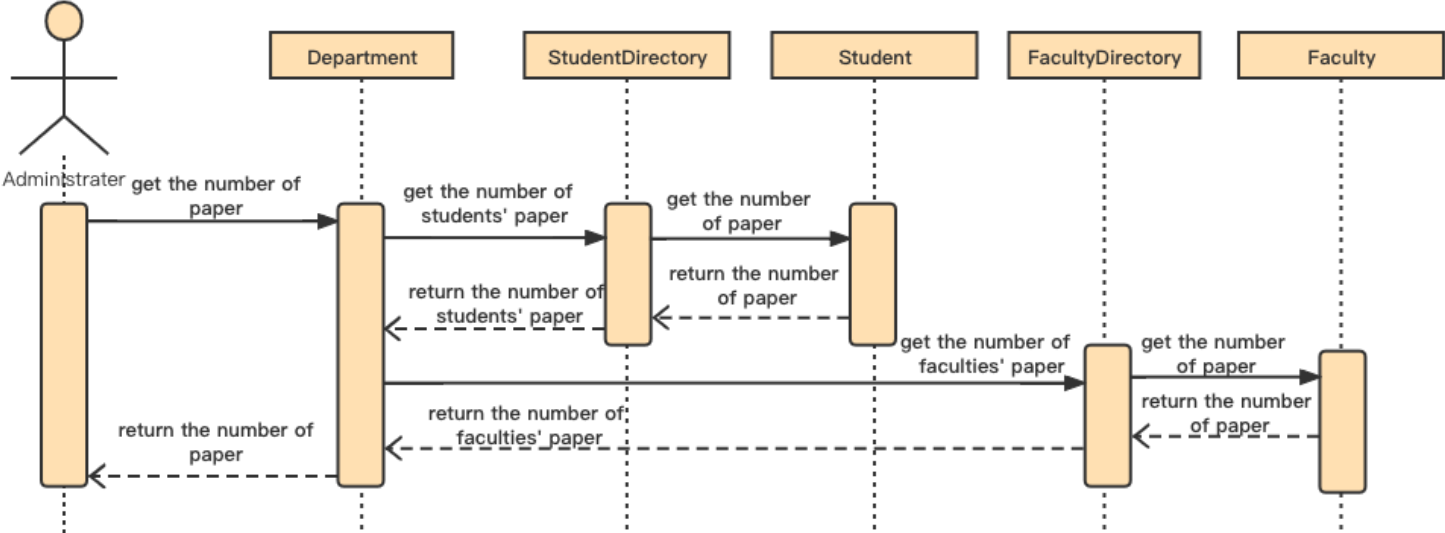 Department
StudentDirectory
Student
FacultyDirectory
Faculty
Administrater
get the number of
paper
get the number of
students' paper
get the number
of paper
return the number
of paper
return the number of
students' paper
get the number of
faculties' paper
get the number
of paper
return the number
of paper
return the number of
faculties' paper
return the number of
paper